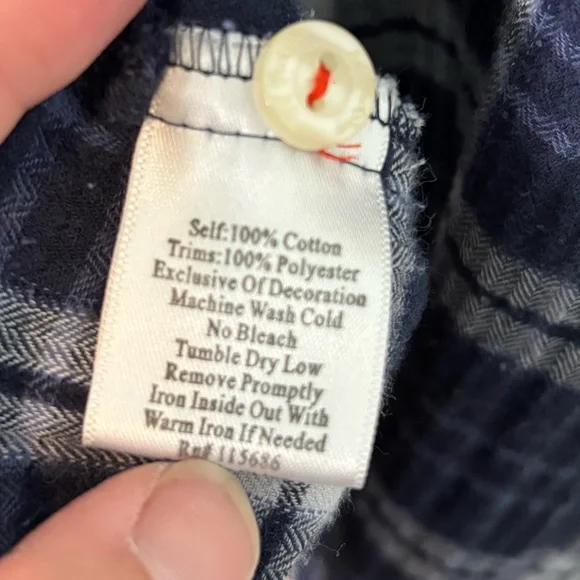 Self:100% Cotton
Trims:100% Polyester
Exclusive Of Decoration
Machine Wash Cold
No Bleach
Tumble Dry Low
Remove Promptly
Iron Inside Out With
Warm Iron If Needed
Rn# 115686